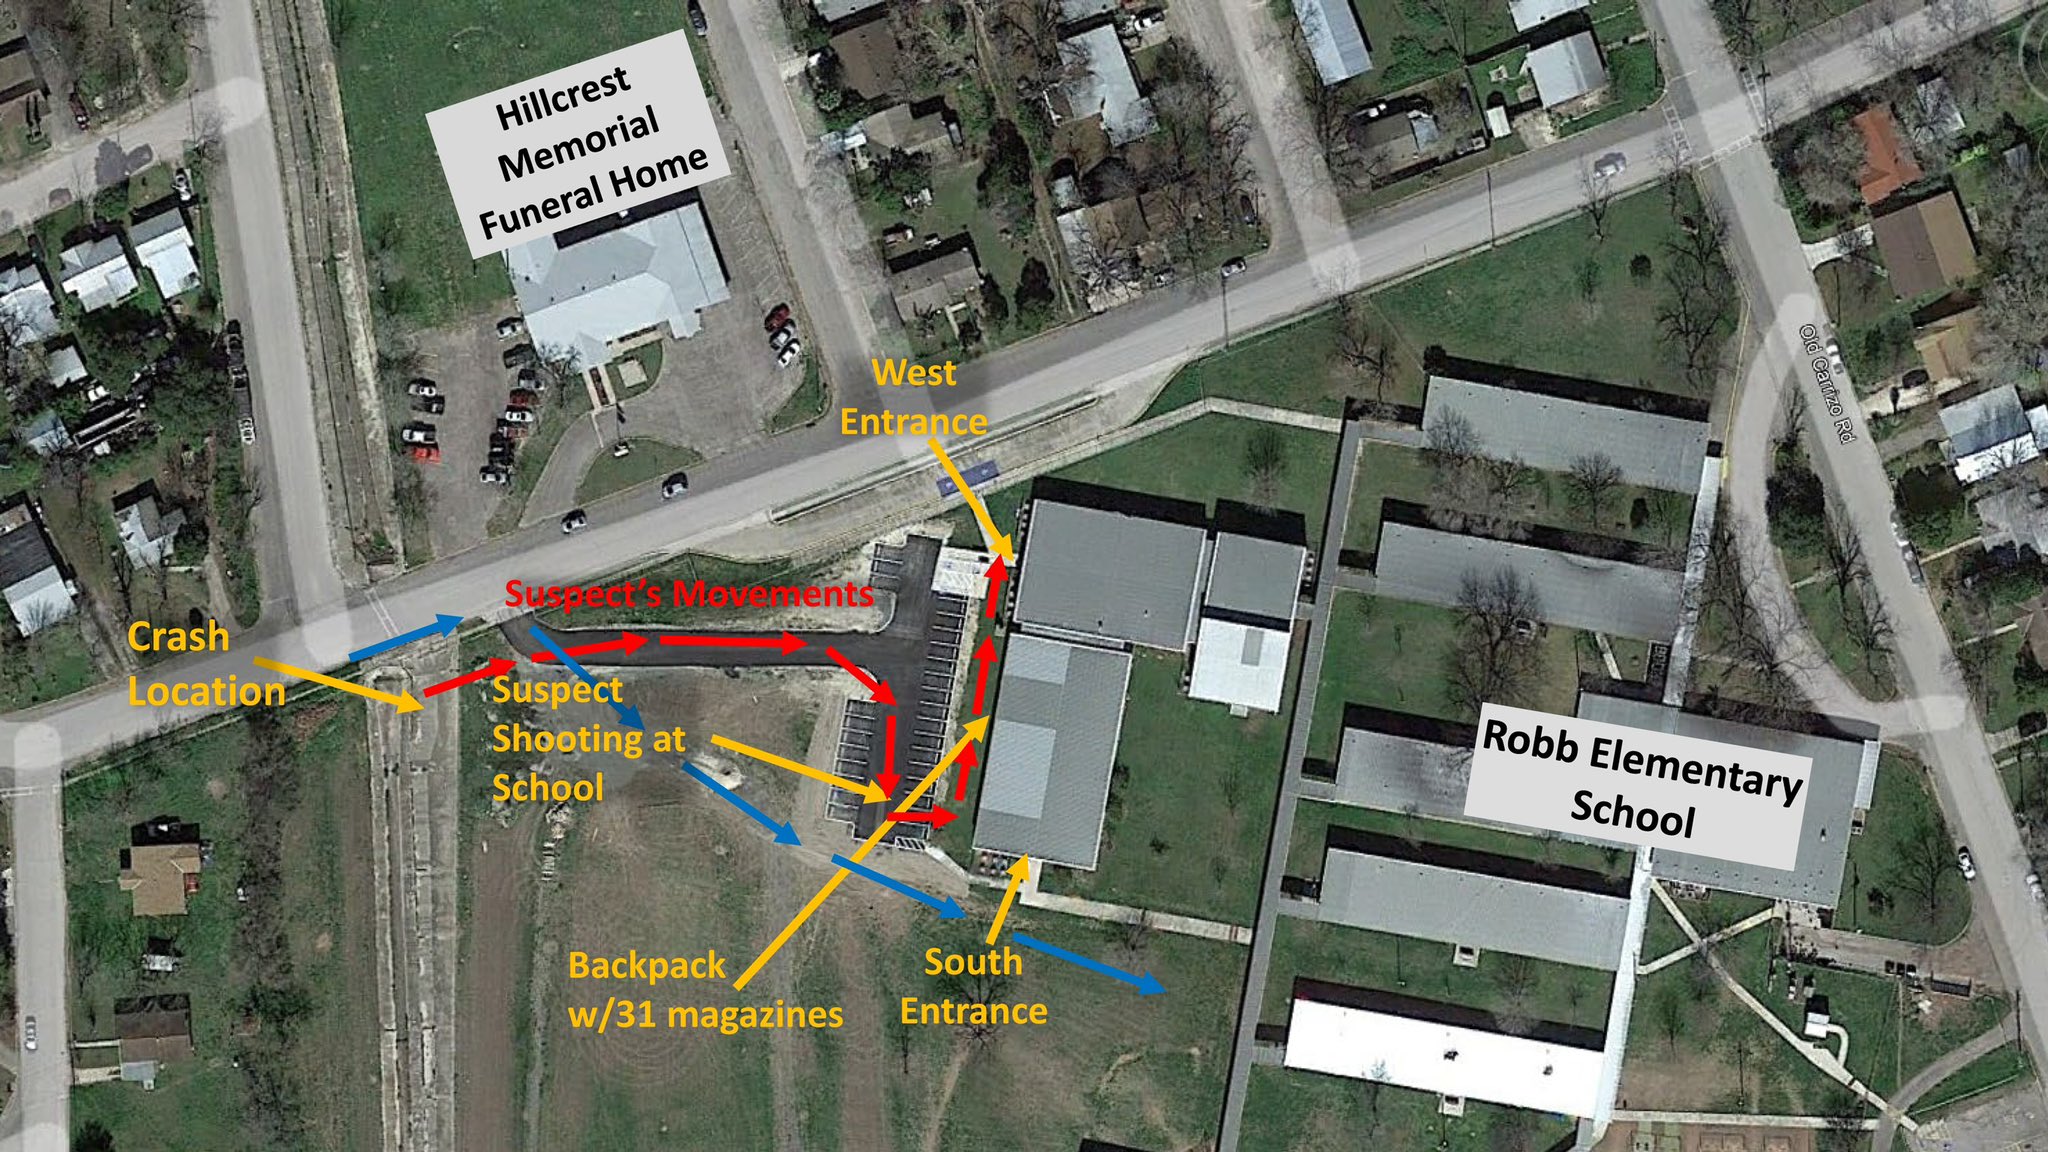 Hillcrest
Memorial
Funeral Home
West
Entrance
Old Carrizo Rd
Suspect's Movements
Crash
Location
Suspect
Shooting at
School
Robb Elementary
School
Backpack
w/31 magazines
South
Entrance